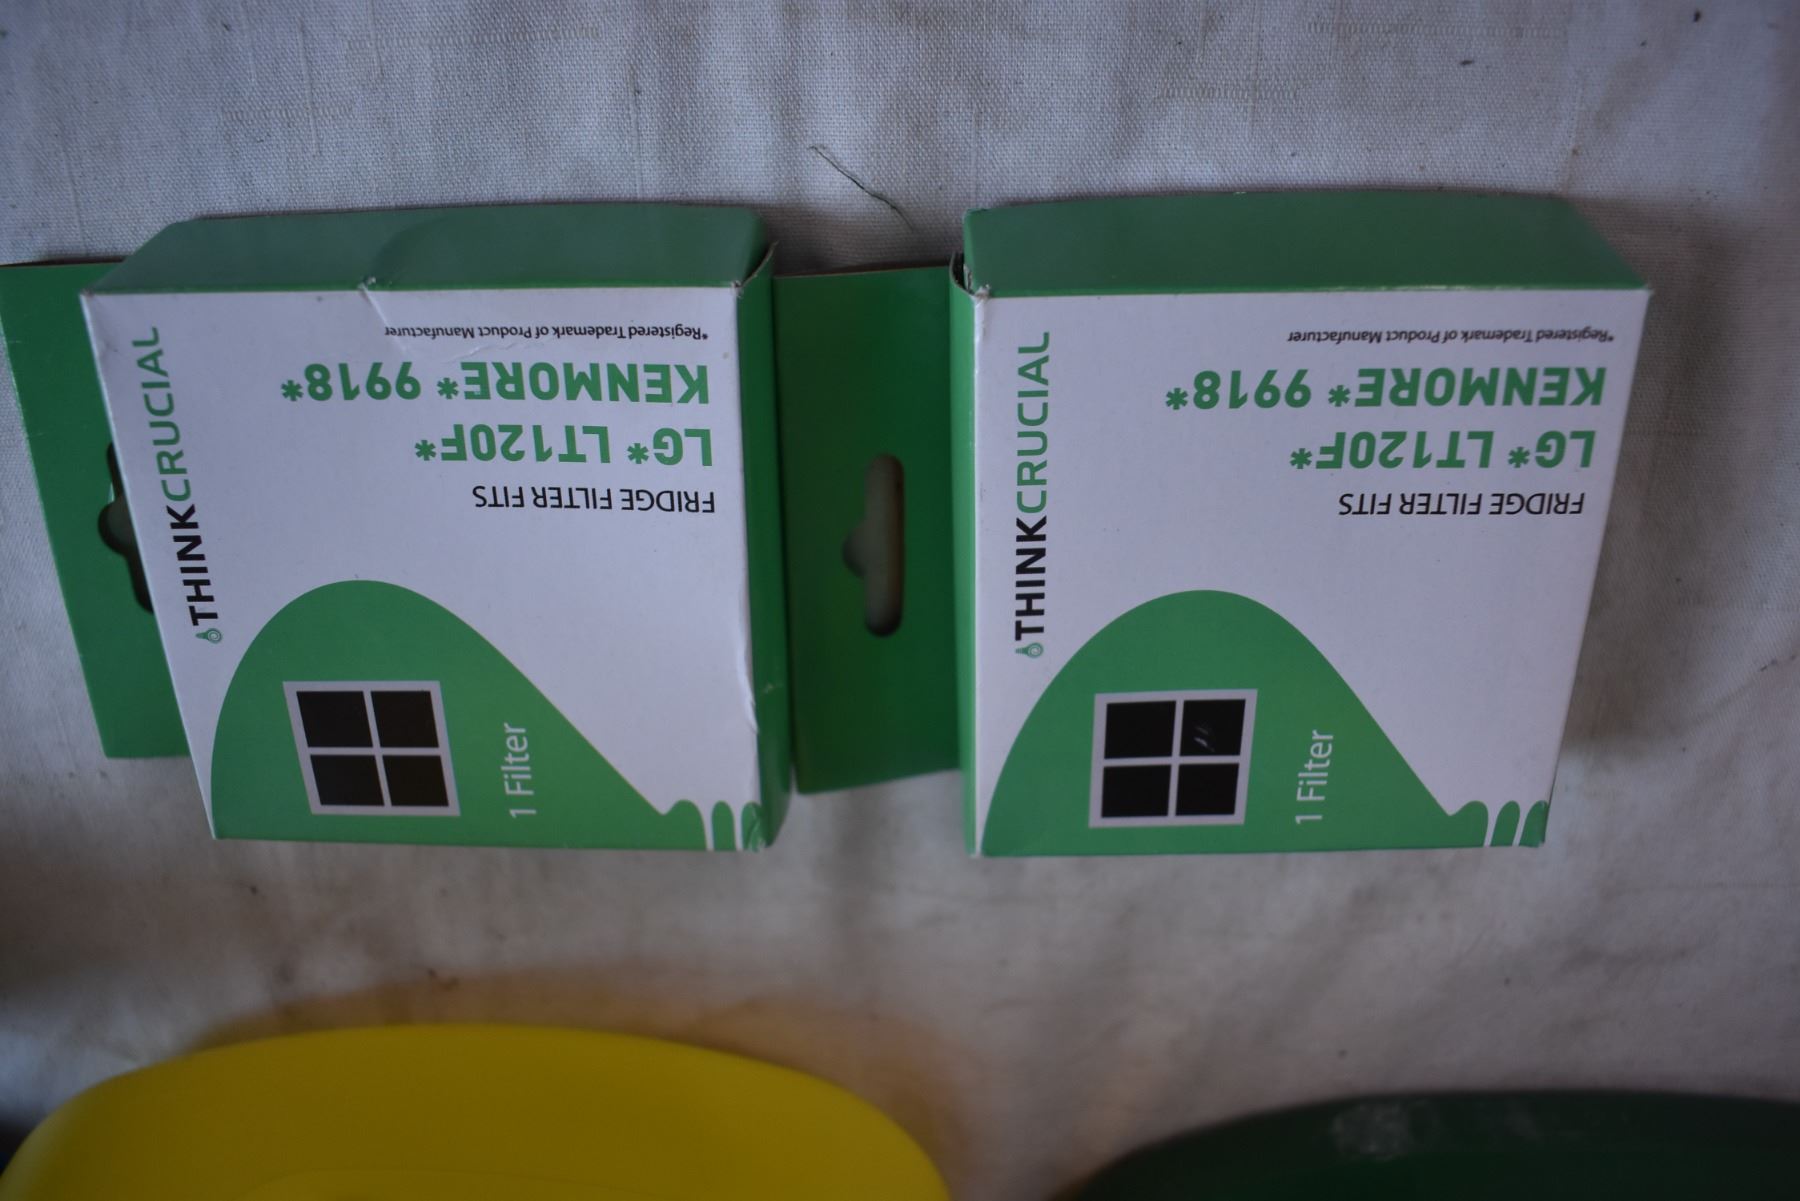 THINKCRUCIAL
FRIDGE FILTER FITS
LG* LT120F*
KENMORE* 9918*
*Registered Trademark of Product Manufacturer
1 Filter
THINKCRUCIAL
FRIDGE FILTER FITS
LG* LT120F*
KENMORE* 9918*
*Registered Trademark of Product Manufacturer
1 Filter